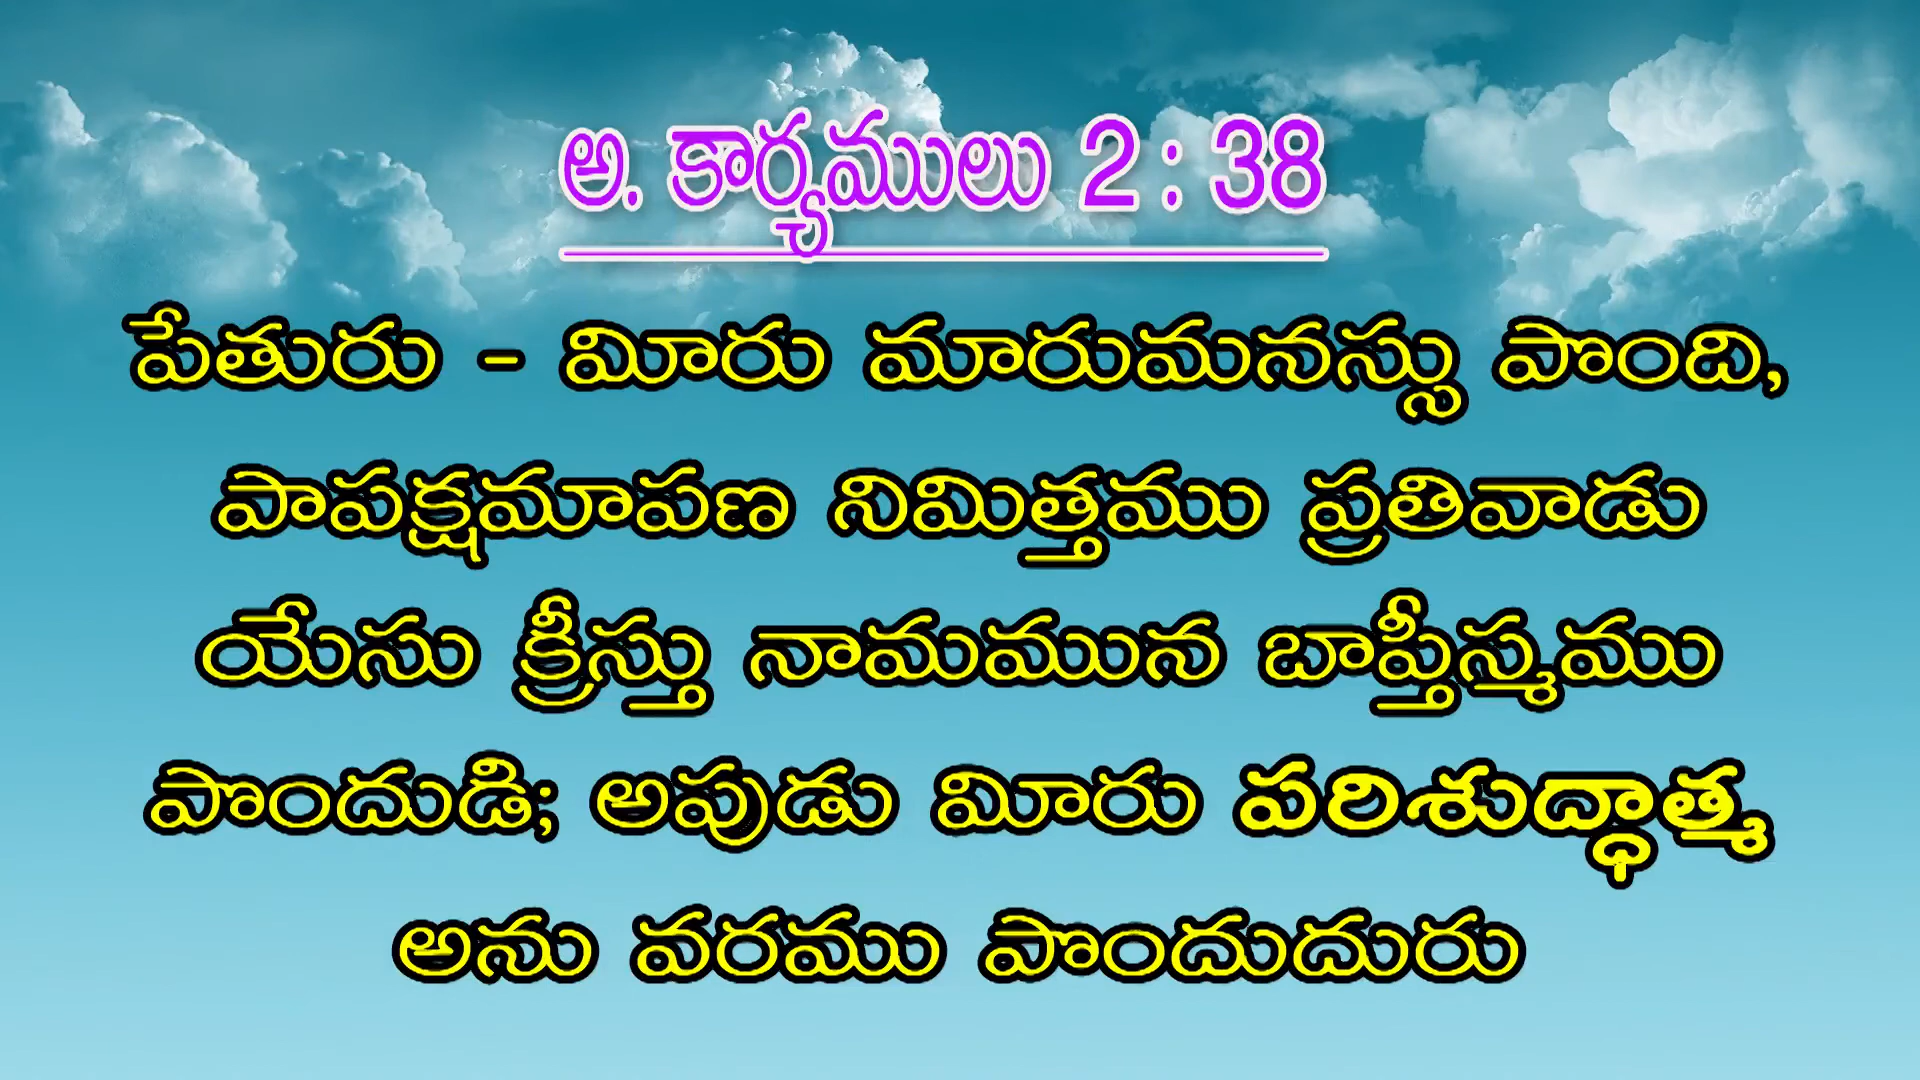 అ. కార్యములు 2 : 38
పేతురు - మీరు మారుమనస్సు పొంది,
పాపక్షమాపణ నిమిత్తము ప్రతివాడు
యేసు క్రీస్తు నామమున బాప్తీస్మము
పొందుడి; అపుడు మీరు పరిశుద్ధాత్మ
అను వరము పొందుదురు